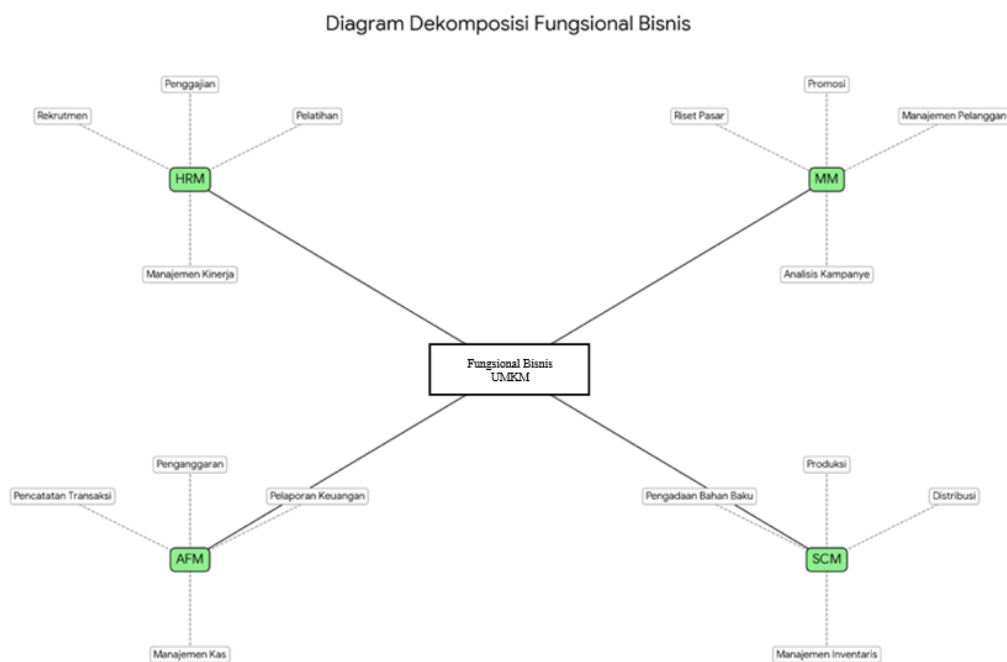 Diagram Dekomposisi Fungsional Bisnis
Penggajian
Promosi
Rekrutmen
Pelatihan
Riset Pasar
Manajemen Pelanggan
HRM
MM
Manajemen Kinerja
Analisis Kampanye
Fungsional Bisnis
UMKM
Penganggaran
Produksi
Pencatatan Transaksi
Pelaporan Keuangan
Pengadaan Bahan Baku
Distribusi
AFM
SCM
Manajemen Kas
Manajemen Inventaris